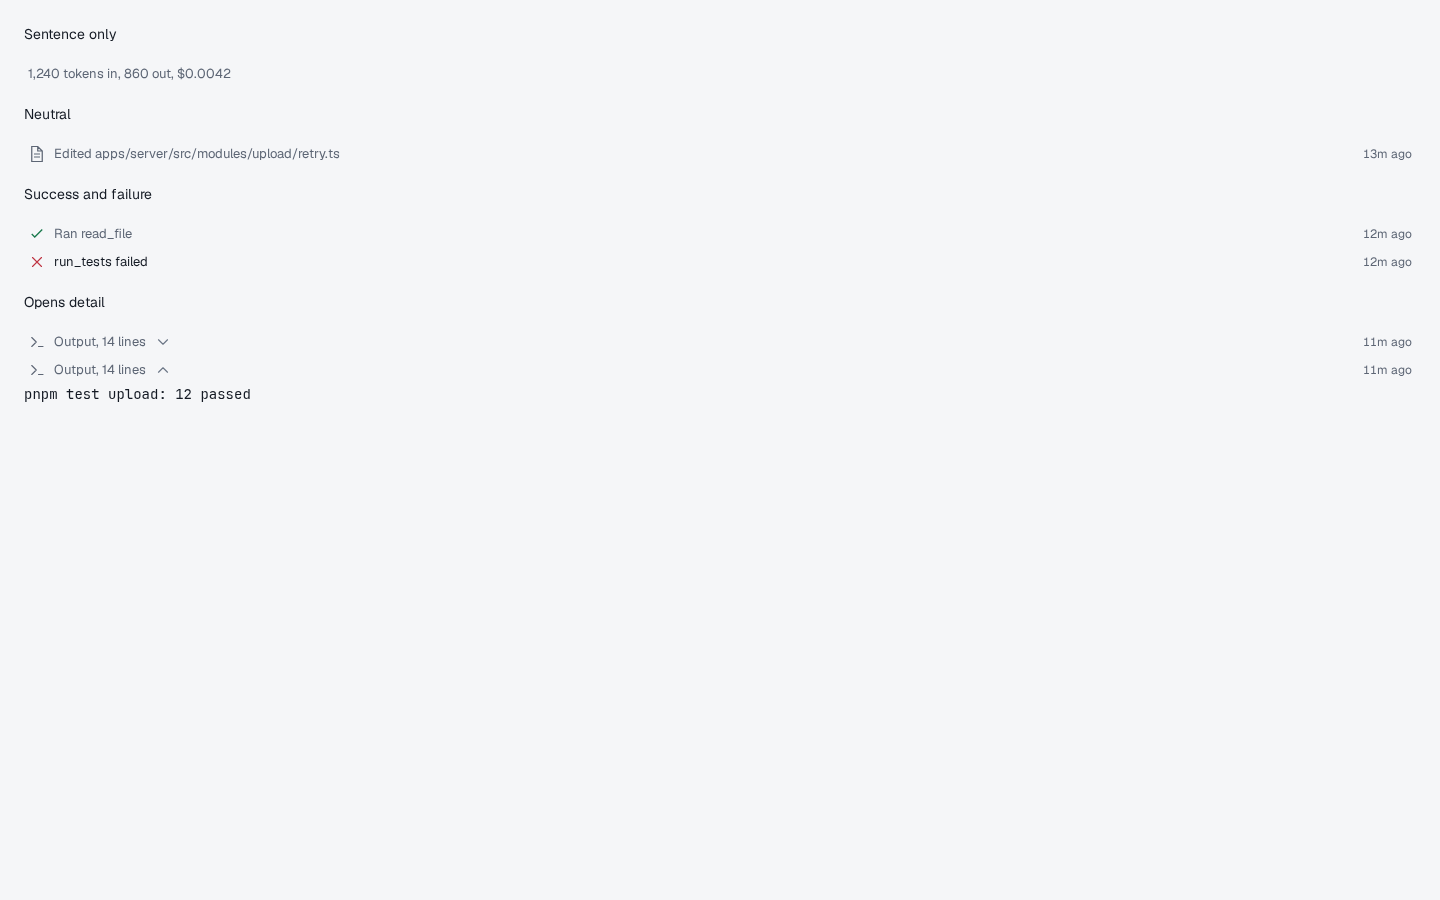 Sentence only
1,240 tokens in, 860 out, $0.0042
Neutral
Edited apps/server/src/modules/upload/retry.ts 13m ago
Success and failure
Ran read_file 12m ago
run_tests failed 12m ago
Opens detail
Output, 14 lines 11m ago
Output, 14 lines 11m ago
pnpm test upload: 12 passed